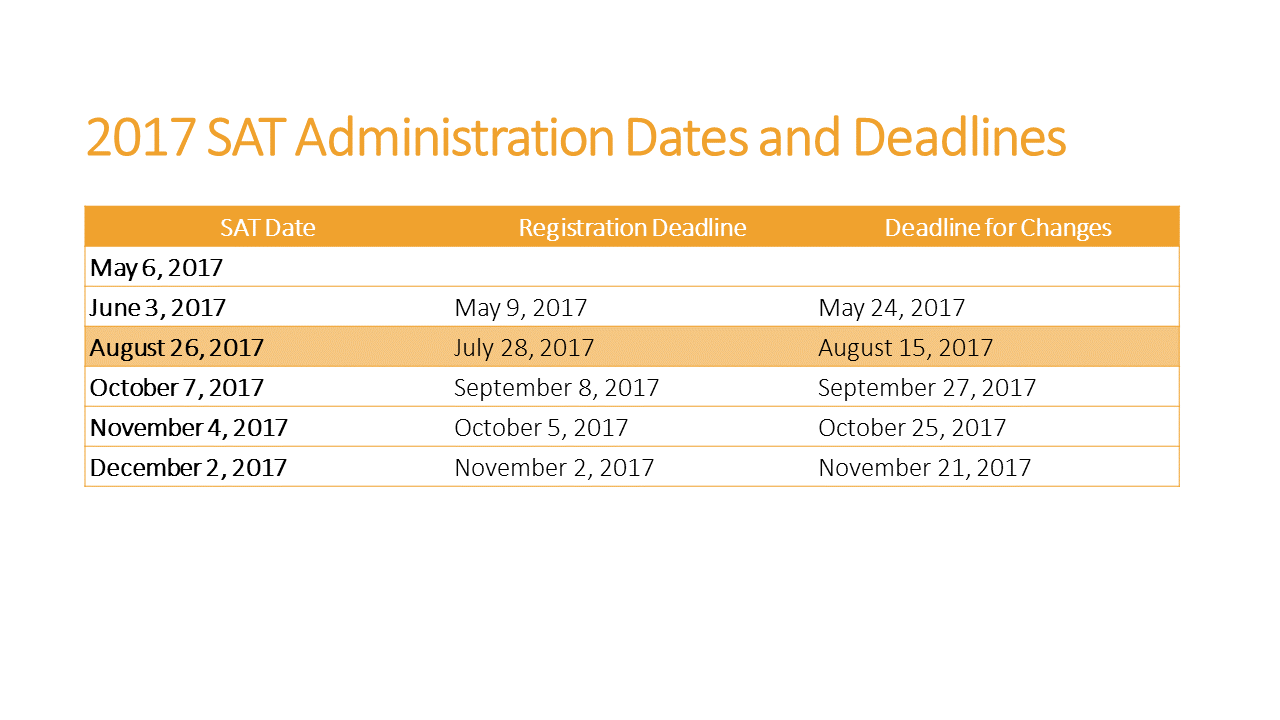 2017 SAT Administration Dates and Deadlines
SAT Date Registration Deadline Deadline for Changes
May 6, 2017
June 3, 2017 May 9, 2017 May 24, 2017
August 26, 2017 July 28, 2017 August 15, 2017
October 7, 2017 September 8, 2017 September 27, 2017
November 4, 2017 October 5, 2017 October 25, 2017
December 2, 2017 November 2, 2017 November 21, 2017